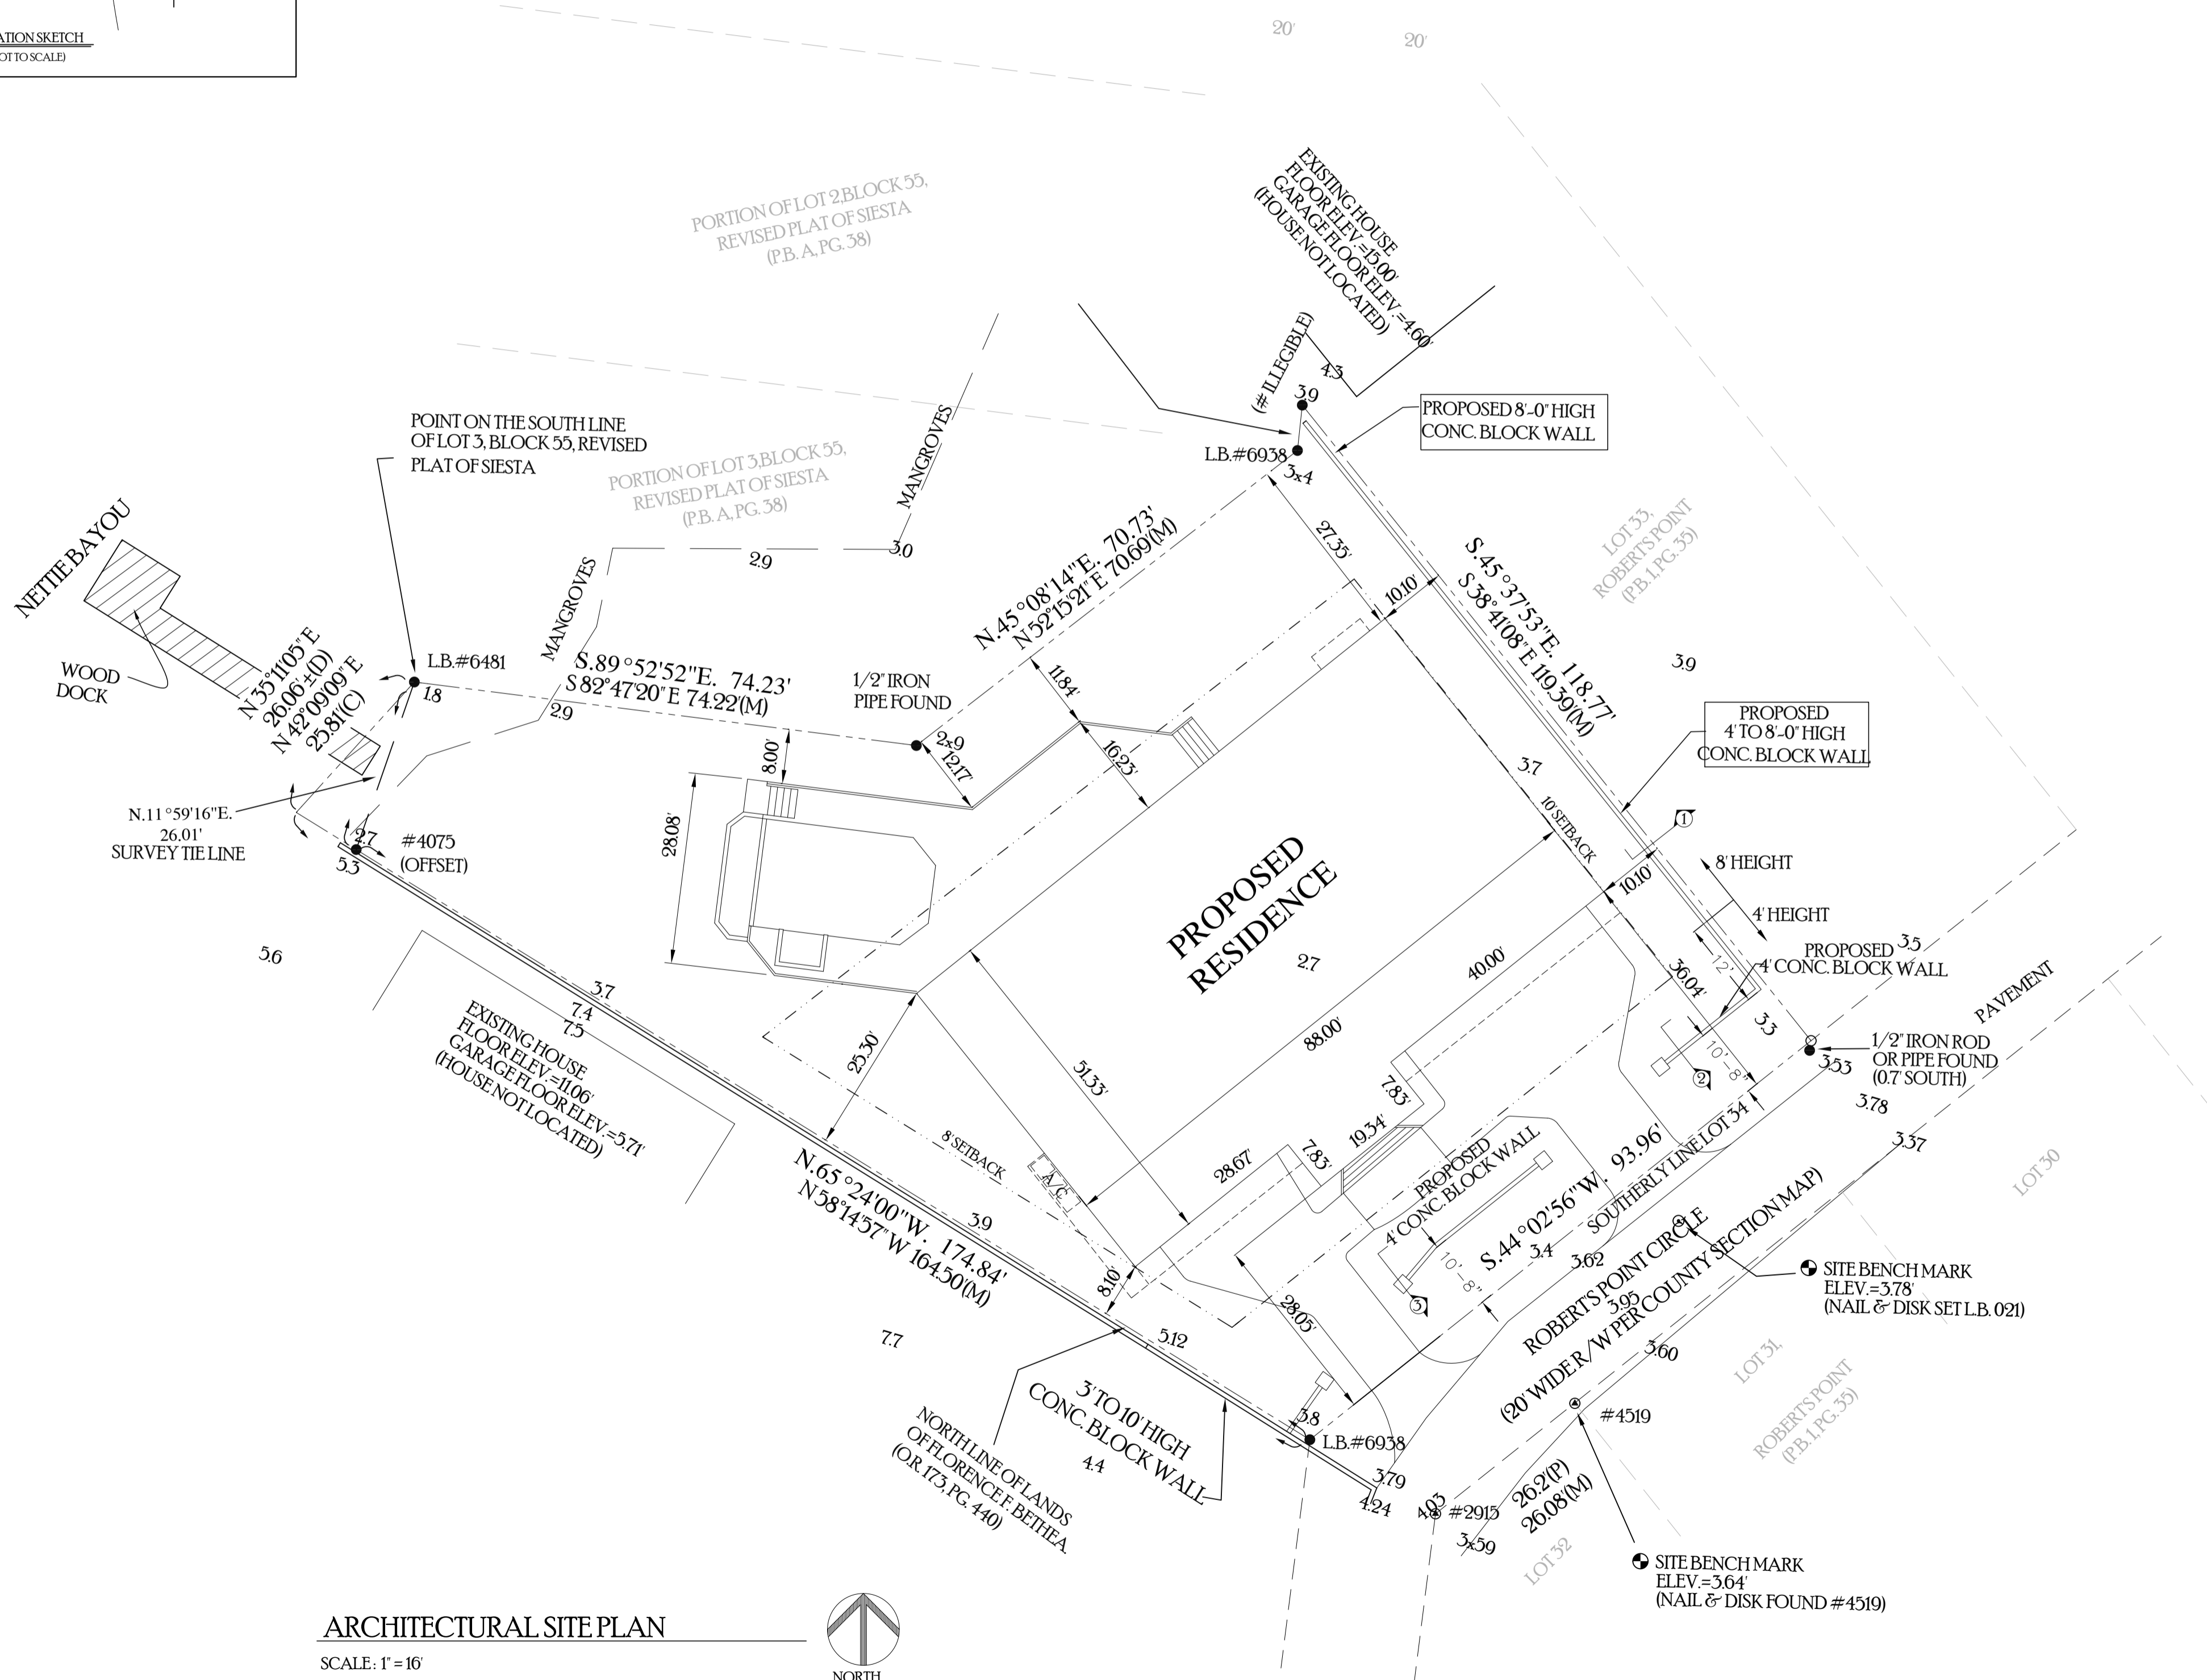 ATION SKETCH
OT TO SCALE)
20'
20'
PORTION OF LOT 2,BLOCK 55,
REVISED PLAT OF SIESTA
(P.B. A, PG. 38)
EXISTING HOUSE
FLOOR ELEV.=15.00'
GARAGE FLOOR ELEV.=4.60'
(HOUSE NOT LOCATED)
(# ILLEGIBLE)
4.3
3.9
PROPOSED 8'-0" HIGH
CONC. BLOCK WALL
L.B.#6938
3x4
POINT ON THE SOUTH LINE
OF LOT 3, BLOCK 55, REVISED
PLAT OF SIESTA
PORTION OF LOT 3,BLOCK 55,
REVISED PLAT OF SIESTA
(P.B. A, PG. 38)
MANGROVES
3.0
2.9
MANGROVES
NETTIE BAYOU
WOOD
DOCK
N 35°11'05" E
26.06'±(D)
N 42°09'09" E
25.81'(C)
L.B.#6481
1.8
S.89°52'52"E. 74.23'
S 82°47'20" E 74.22'(M)
2.9
1/2" IRON
PIPE FOUND
2x9
N.45°08'14"E. 70.73'
N 52°15'21" E 70.69'(M)
27.35'
10.10'
S.45°37'53"E. 118.77'
S 38°41'08" E 119.39'(M)
LOT 33,
ROBERTS POINT
(P.B. 1, PG. 35)
3.9
PROPOSED
4' TO 8'-0" HIGH
CONC. BLOCK WALL
11.84'
16.23'
12.17'
8.00'
28.08'
3.7
10' SETBACK
1
8' HEIGHT
4' HEIGHT
10.10'
PROPOSED
4' CONC. BLOCK WALL
3.5
12'
36.04'
3.3
10'-8"
2
PAVEMENT
1/2" IRON ROD
OR PIPE FOUND
(0.7' SOUTH)
3.53
3.78
3.37
LOT 30
N.11°59'16"E.
26.01'
SURVEY TIE LINE
2.7
5.3
#4075
(OFFSET)
5.6
3.7
7.4
7.5
EXISTING HOUSE
FLOOR ELEV.=11.06'
GARAGE FLOOR ELEV.=5.71'
(HOUSE NOT LOCATED)
PROPOSED
RESIDENCE
2.7
40.00'
88.00'
51.33'
25.30'
7.83'
19.34'
7.83'
28.67'
8' SETBACK
A/C
N.65°24'00"W. 174.84'
N 58°14'57" W 164.50'(M)
3.9
8.10'
5.12
28.05'
PROPOSED
4' CONC. BLOCK WALL
10'-8"
3
S.44°02'56"W. 93.96'
SOUTHERLY LINE LOT 34
3.4
3.62
ROBERTS POINT CIRCLE
3.95
(20' WIDE R/W PER COUNTY SECTION MAP)
3.60
SITE BENCH MARK
ELEV.=3.78'
(NAIL & DISK SET L.B. 021)
LOT 31,
ROBERTS POINT
(P.B. 1, PG. 35)
7.7
NORTH LINE OF LANDS
OF FLORENCE F. BETHEA
(O.R. 173, PG. 440)
3' TO 10' HIGH
CONC. BLOCK WALL
4.4
3.8
L.B.#6938
3.79
4.24
4.03
#2915
3x59
26.2'(P)
26.08'(M)
#4519
LOT 32
SITE BENCH MARK
ELEV.=3.64'
(NAIL & DISK FOUND #4519)
ARCHITECTURAL SITE PLAN
SCALE: 1" = 16'
NORTH